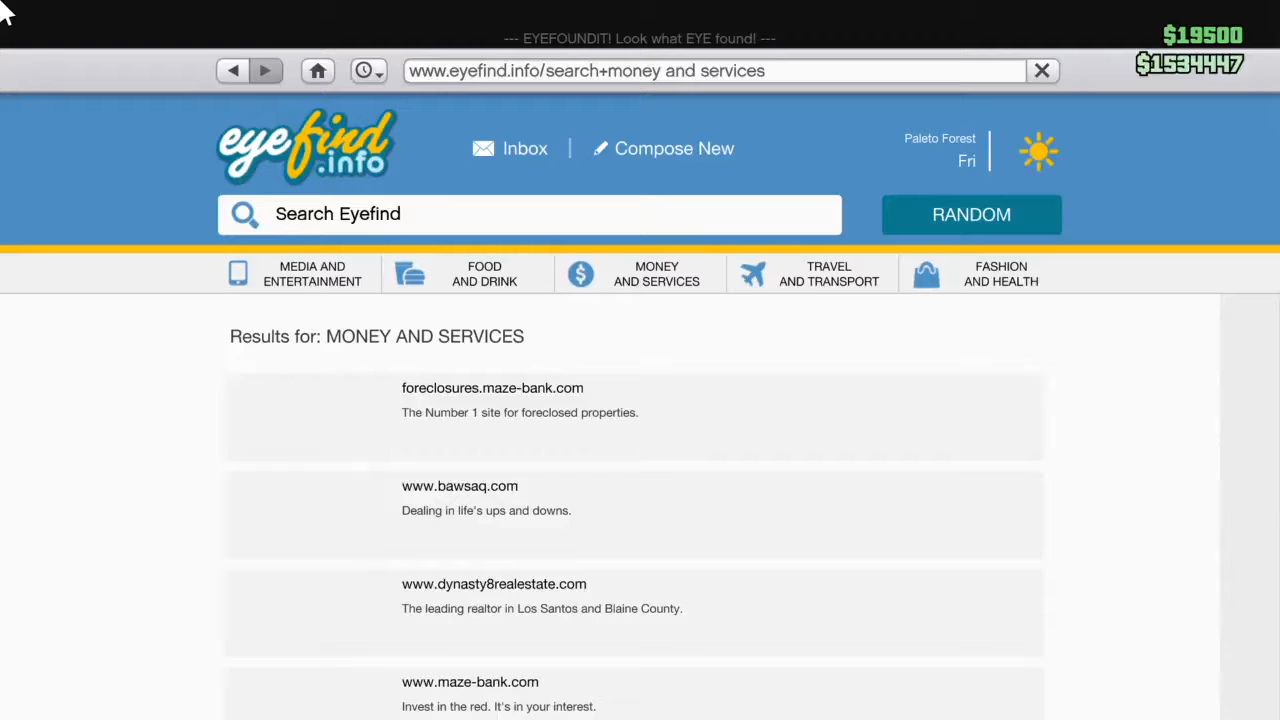 --- EYEFOUNDIT! Look what EYE found! ---
$19500
$1534447
www.eyefind.info/search+money and services
eyefind.info
Inbox
Compose New
Paleto Forest
Fri
Search Eyefind
RANDOM
MEDIA AND
ENTERTAINMENT
FOOD
AND DRINK
MONEY
AND SERVICES
TRAVEL
AND TRANSPORT
FASHION
AND HEALTH
Results for: MONEY AND SERVICES
foreclosures.maze-bank.com
The Number 1 site for foreclosed properties.
www.bawsaq.com
Dealing in life's ups and downs.
www.dynasty8realestate.com
The leading realtor in Los Santos and Blaine County.
www.maze-bank.com
Invest in the red. It's in your interest.